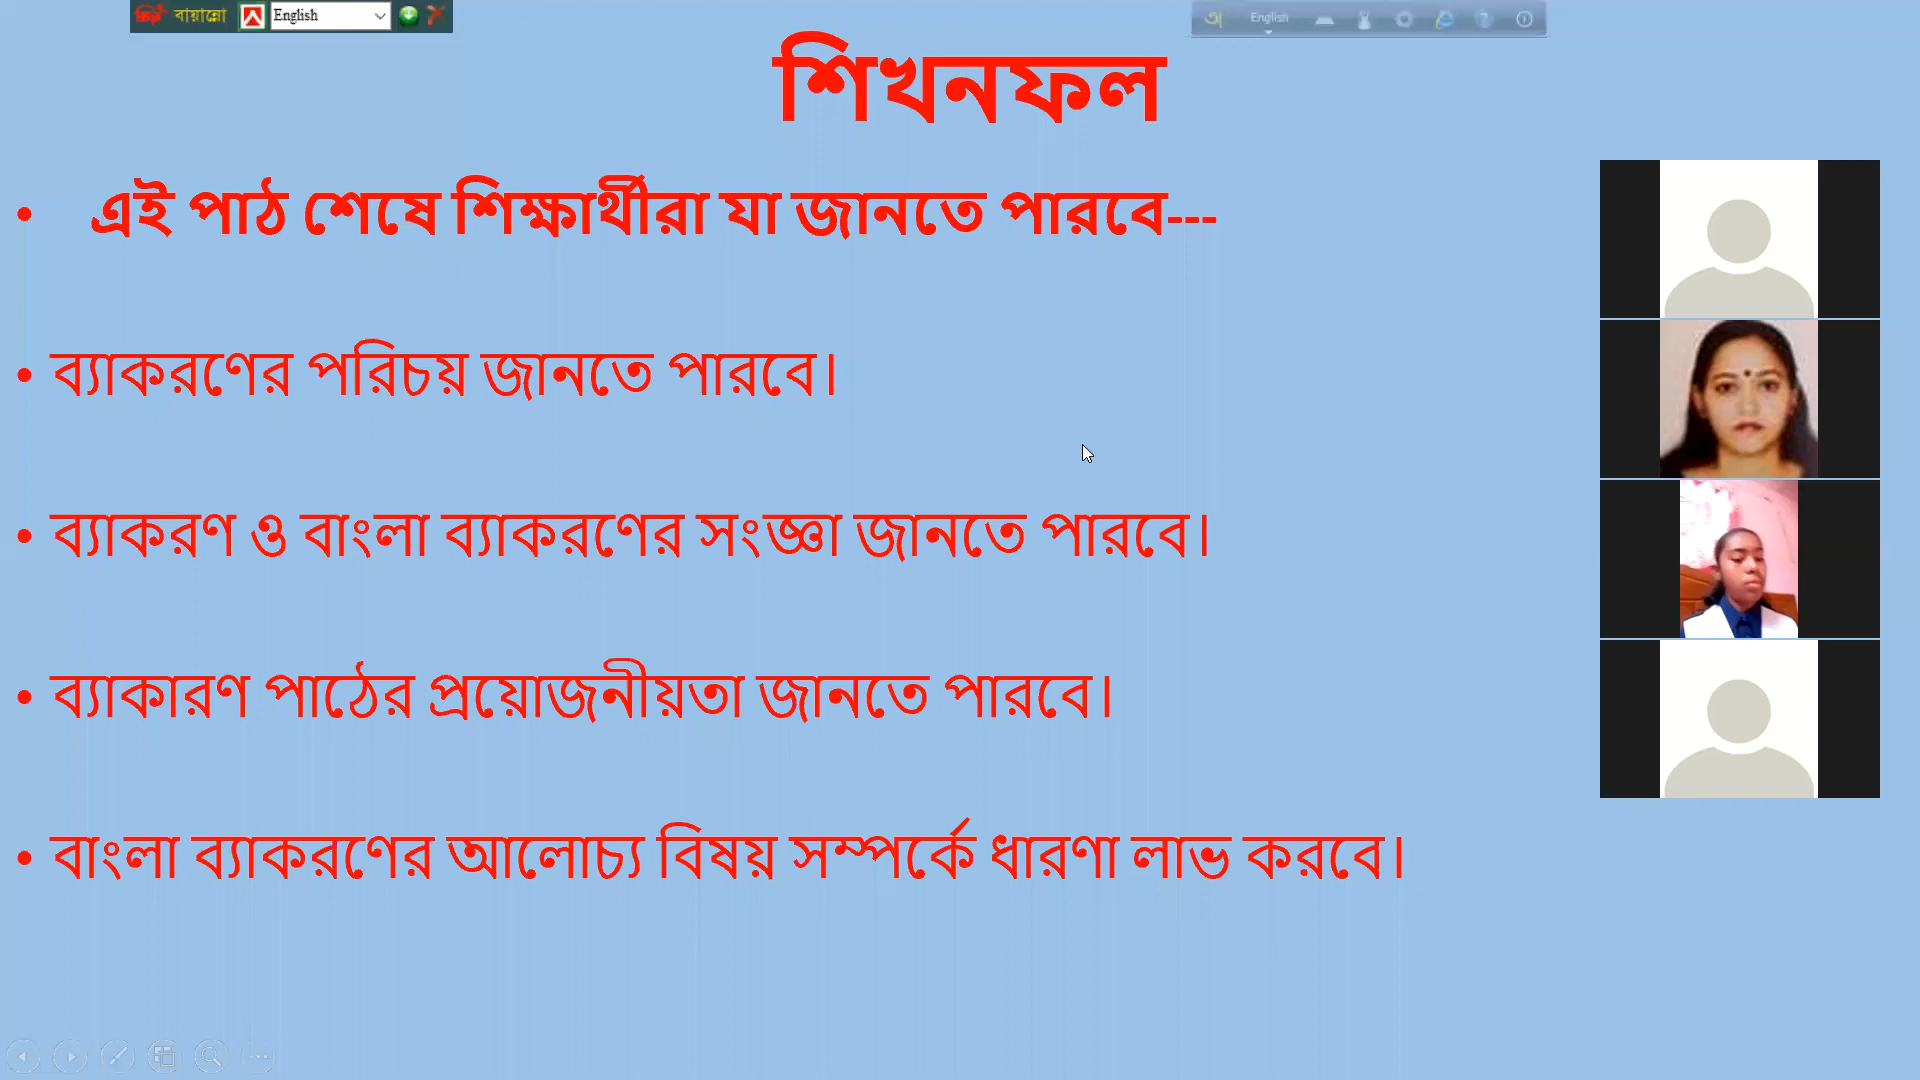 বায়ান্নো
English
English
শিখনফল
• এই পাঠ শেষে শিক্ষার্থীরা যা জানতে পারবে---
• ব্যাকরণের পরিচয় জানতে পারবে।
• ব্যাকরণ ও বাংলা ব্যাকরণের সংজ্ঞা জানতে পারবে।
• ব্যাকারণ পাঠের প্রয়োজনীয়তা জানতে পারবে।
• বাংলা ব্যাকরণের আলোচ্য বিষয় সম্পর্কে ধারণা লাভ করবে।